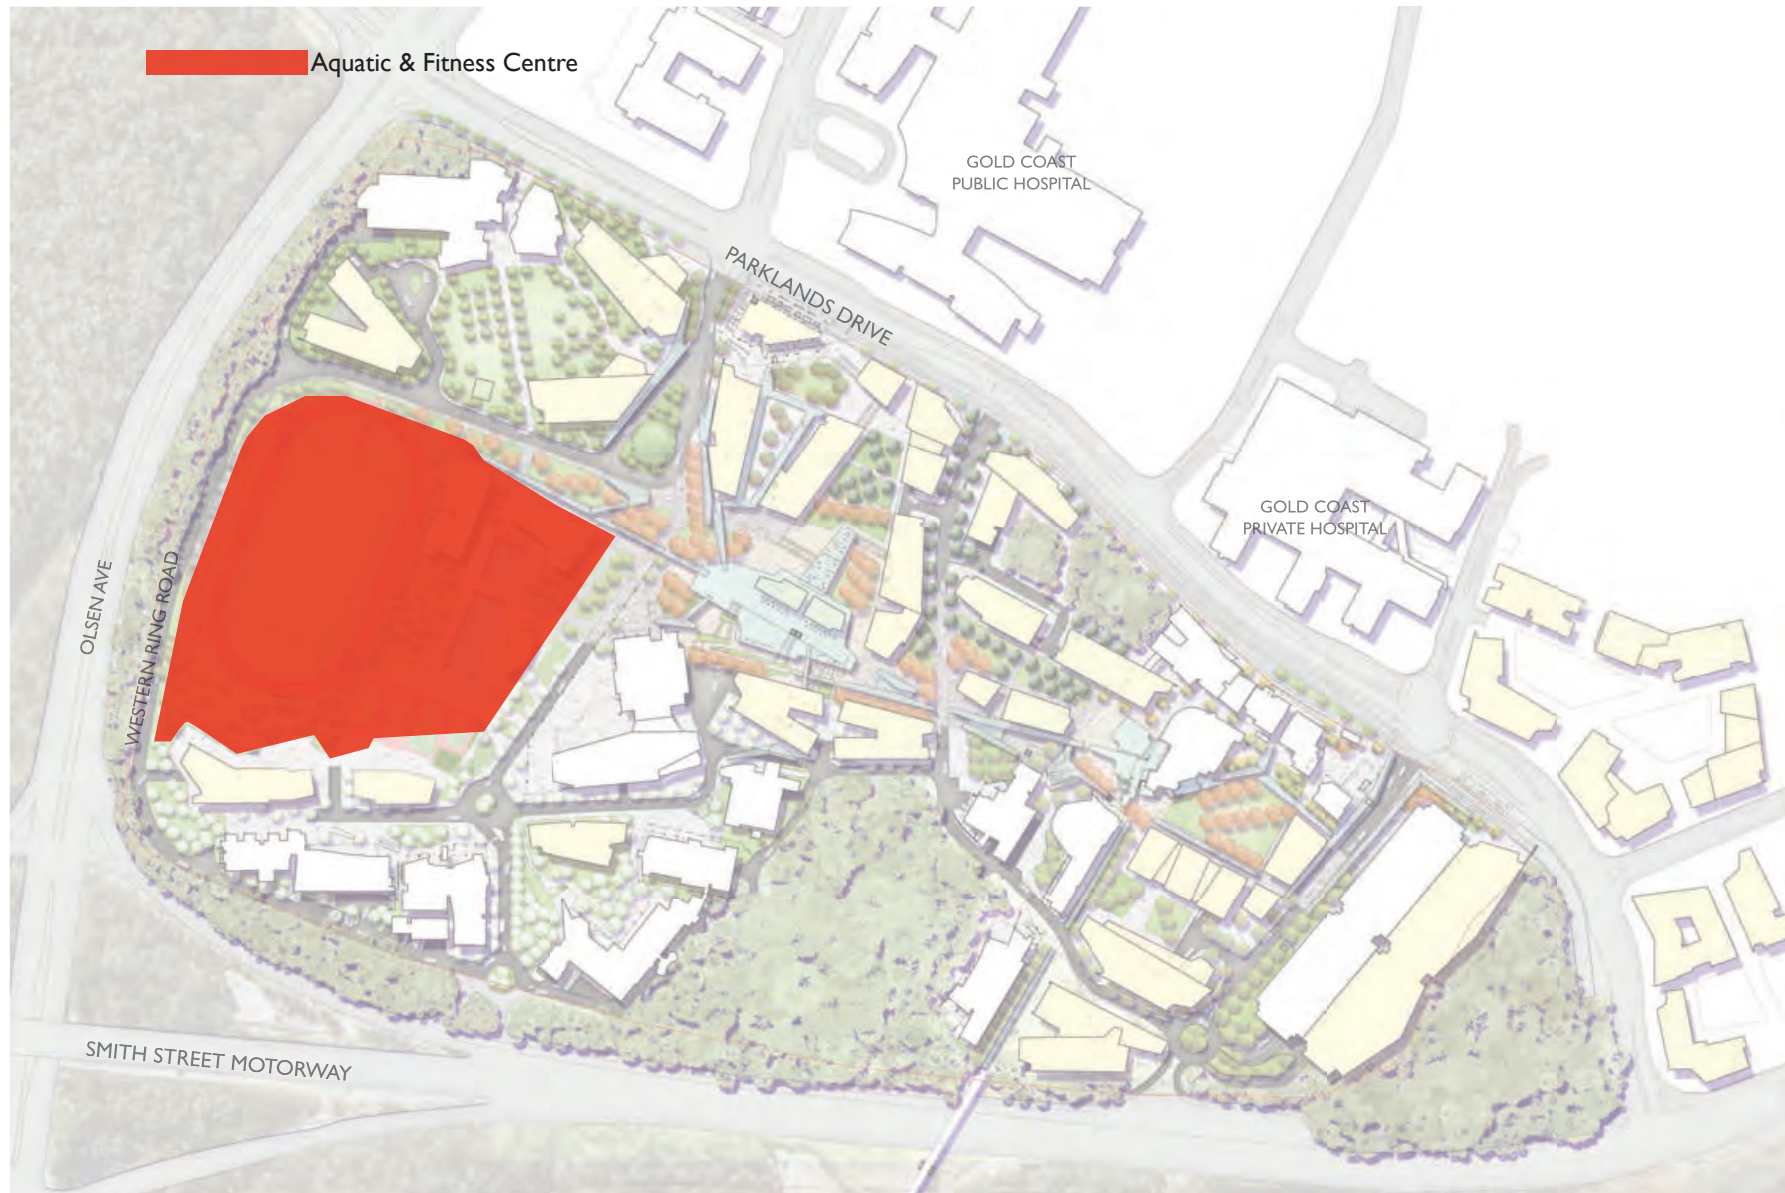 Aquatic & Fitness Centre
GOLD COAST
PUBLIC HOSPITAL
PARKLANDS DRIVE
GOLD COAST
PRIVATE HOSPITAL
OLSEN AVE
WESTERN RING ROAD
SMITH STREET MOTORWAY